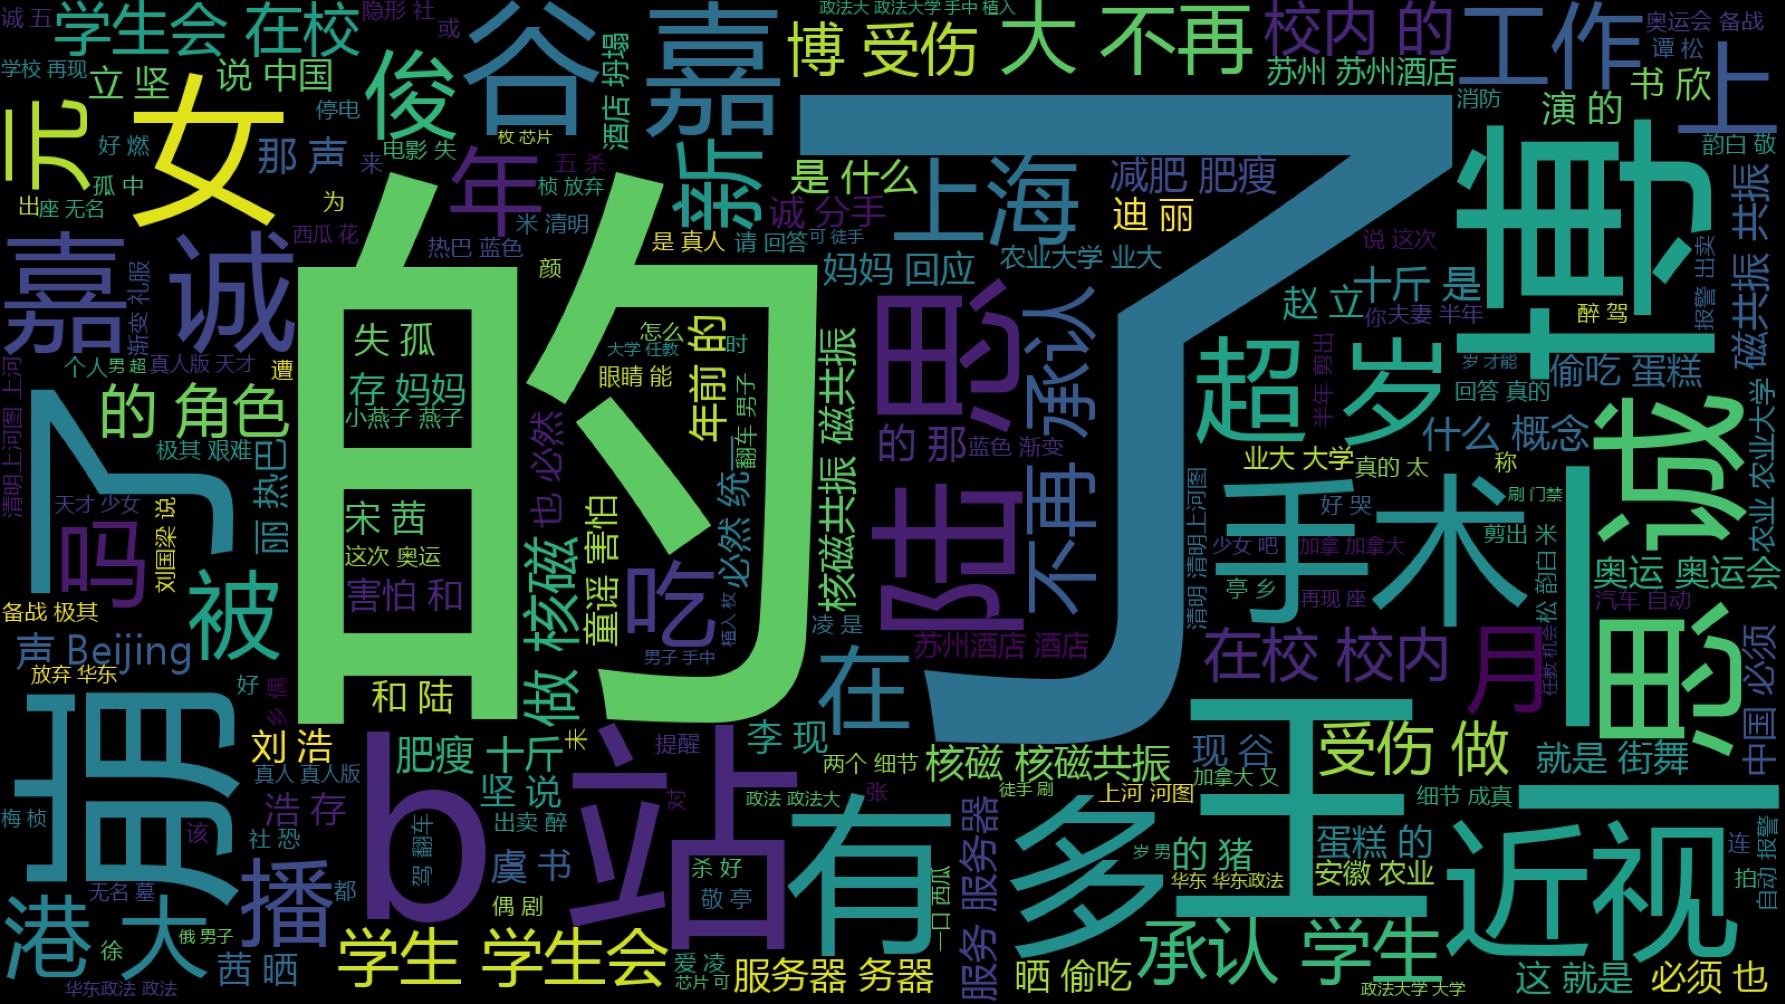 诚 五
学生会 在校
隐形 社
或
谷
嘉
政法大 政法大学
手中 植入
博 受伤
大 不再
校内 的
工作
奥运会 备战
谭 松
上
学校 再现
立 坚
说 中国
俊
酒店 坍塌
苏州 苏州酒店
书 欣
元
女
停电
枚 芯片
消防
演 的
好 燃
那 声
来
电影 失
年
五 杀
新
是 什么
上海
减肥 肥瘦
真
韵白 敬
孤 中
桢 放弃
诚 分手
迪 丽
磁共振 共振
出
座 无名
为
米 清明
西瓜 花
热巴 蓝色
是 真人
请 回答
可 徒手
农业大学 业大
说 这次
报警 出卖
嘉
诚
渐变 礼服
的
颜
妈妈 回应
了
十斤 是
赵 立
你
夫妻 半年
醉 驾
个人
男 超
真人版 天才
遭
失 孤
怎么
时
大学 任教
年前 的
思
承认
超
岁
半年 剪出
岁 才能
十
偷吃 蛋糕
清明上河图 上河
存 妈妈
眼睛 能
回答 真的
了
的 角色
小燕子 燕子
翻车 男子
核磁共振 磁共振
的 那
蓝色 渐变
什么 概念
诚
农业 农业大学
极其 艰难
丽 热巴
也 必然
业大 大学
真的 太
称
天才 少女
刘国梁 说
宋 茜
必然 统一
陆
不再
清明 清明上河图
手术
好 哭
刷 门禁
剪出 米
一
吗
这次 奥运
核磁
童谣 害怕
少女 吧
加拿 加拿大
奥运 奥运会
被
害怕 和
吃
植入 枚
亭 乡
再现 座
松 韵白
汽车 自动
备战 极其
凌 是
思
声 Beijing
苏州酒店 酒店
在校 校内
月
任教 机会
中国 必须
放弃 华东
男子 手中
在
明
好
乡 偶
和 陆
做
王
刘 浩
未
提醒
李 现
现 谷
受伤 做
就是 街舞
肥瘦 十斤
b站
两个 细节
核磁 核磁共振
加拿大 又
真人 真人版
坚 说
对
政法 政法大
张
徒手 刷
上河 河图
细节 成真
一
梅 桢
浩 存
出卖 醉
有
服务 服务器
多
该
社 恐
驾 翻车
岁 男
的 猪
蛋糕 的
近视
连
自动 报警
播
虞 书
杀 好
华东 华东政法
安徽 农业
拍
无名 墓
都
偶 剧
敬 亭
一口 西瓜
港
大
徐
俄 男子
学生 学生会
承认 学生
茜 晒
爱 凌
芯片 可
服务器 务器
晒 偷吃
这 就是
必须 也
华东政法 政法
政法大学 大学